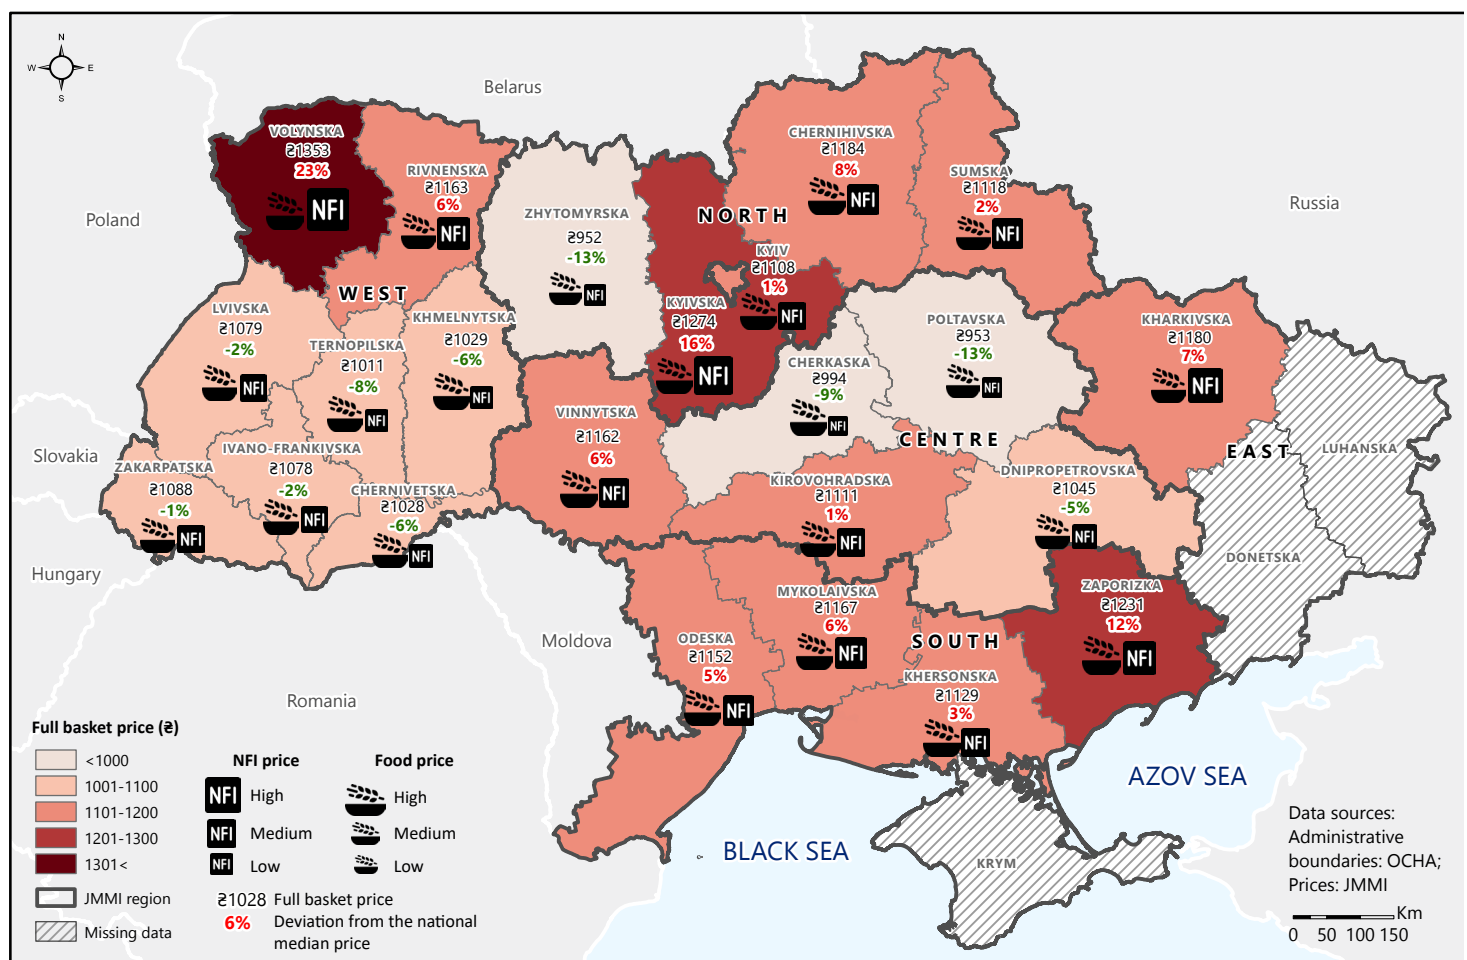 N
W E
S
Belarus
Poland
Russia
Slovakia
Hungary
Romania
Moldova
VOLYNSKA
₴1353
23%
NFI
RIVNENSKA
₴1163
6%
NFI
ZHYTOMYRSKA
₴952
-13%
NFI
NORTH
CHERNIHIVSKA
₴1184
8%
NFI
SUMSKA
₴1118
2%
NFI
KYIV
₴1108
1%
NFI
KYIVSKA
₴1274
16%
NFI
WEST
LVIVSKA
₴1079
-2%
NFI
TERNOPILSKA
₴1011
-8%
NFI
KHMELNYTSKA
₴1029
-6%
NFI
CHERKASKA
₴994
-9%
NFI
POLTAVSKA
₴953
-13%
NFI
KHARKIVSKA
₴1180
7%
NFI
VINNYTSKA
₴1162
6%
NFI
CENTRE
EAST
LUHANSKA
DONETSKA
ZAKARPATSKA
₴1088
-1%
NFI
IVANO-FRANKIVSKA
₴1078
-2%
NFI
CHERNIVETSKA
₴1028
-6%
NFI
KIROVOHRADSKA
₴1111
1%
NFI
DNIPROPETROVSKA
₴1045
-5%
NFI
ZAPORIZKA
₴1231
12%
NFI
MYKOLAIVSKA
₴1167
6%
NFI
ODESKA
₴1152
5%
NFI
SOUTH
KHERSONSKA
₴1129
3%
NFI
KRYM
BLACK SEA
AZOV SEA
Full basket price (₴)
<1000
1001-1100
1101-1200
1201-1300
1301<
JMMI region
Missing data
NFI price
NFI High
NFI Medium
NFI Low
Food price
High
Medium
Low
₴1028 Full basket price
6% Deviation from the national
median price
Data sources:
Administrative
boundaries: OCHA;
Prices: JMMI
Km
0 50 100 150